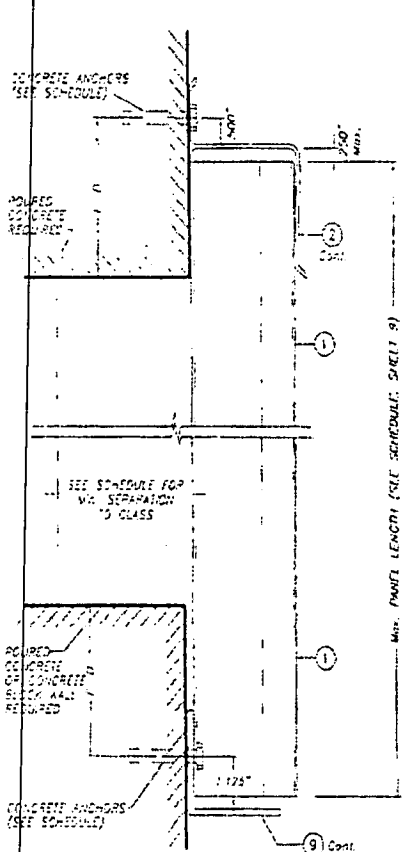 CONCRETE ANCHORS
(SEE SCHEDULE)
.500"
.250"
Max.
POURED
CONCRETE
REQUIRED
2
Cont.
1
SEE SCHEDULE FOR
MIN. SEPARATION
TO GLASS
Max. PANEL LENGTH (SEE SCHEDULE, SHEET 9)
1
POURED
CONCRETE
OR CONCRETE
BLOCK WALL
REQUIRED
1.125"
CONCRETE ANCHORS
(SEE SCHEDULE)
9 Cont.